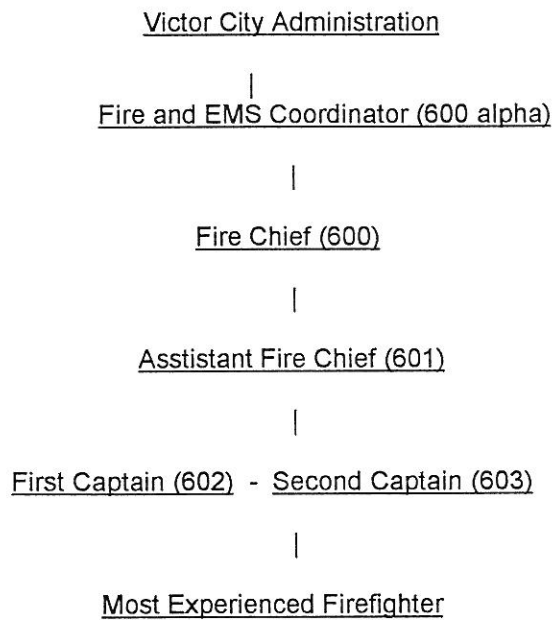 Victor City Administration
|
Fire and EMS Coordinator (600 alpha)
|
Fire Chief (600)
|
Asstistant Fire Chief (601)
|
First Captain (602) - Second Captain (603)
|
Most Experienced Firefighter